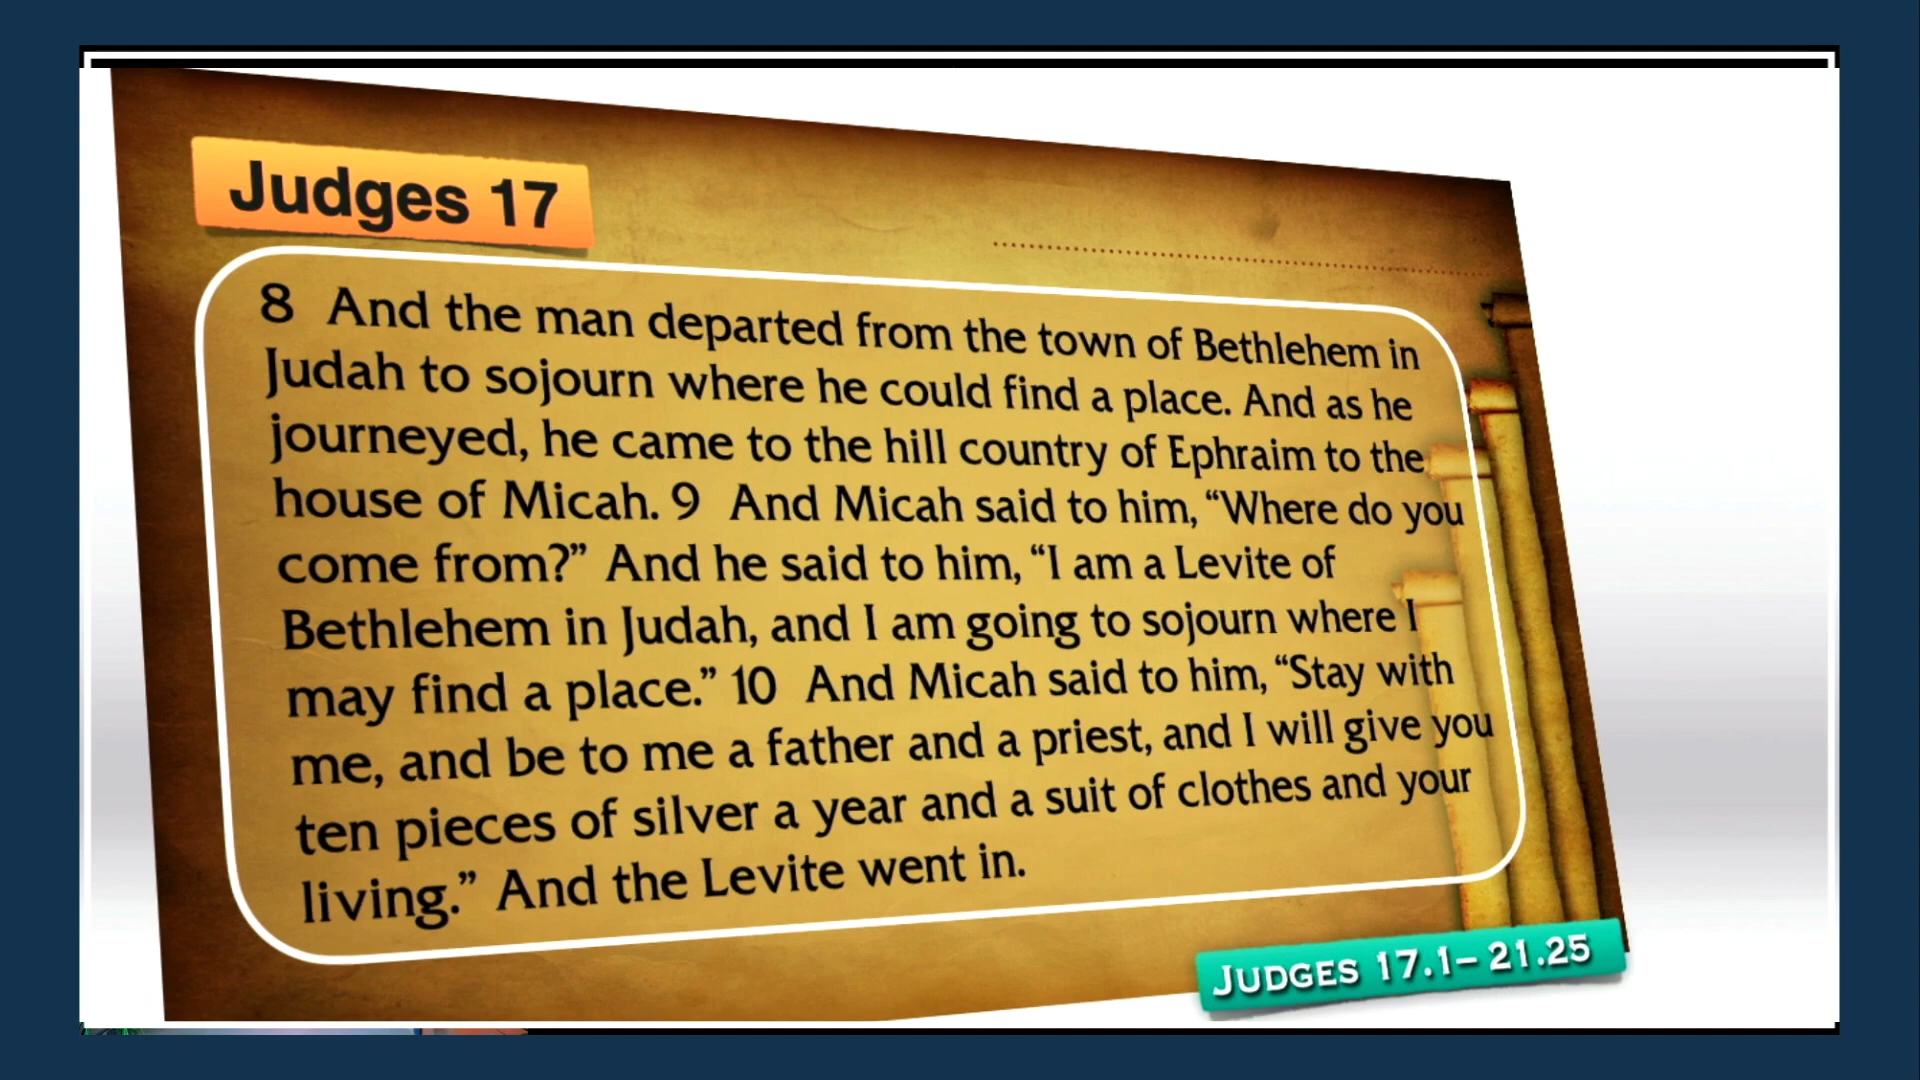 Judges 17
8 And the man departed from the town of Bethlehem in
Judah to sojourn where he could find a place. And as he
journeyed, he came to the hill country of Ephraim to the
house of Micah. 9 And Micah said to him, “Where do you
come from?” And he said to him, “I am a Levite of
Bethlehem in Judah, and I am going to sojourn where I
may find a place.” 10 And Micah said to him, “Stay with
me, and be to me a father and a priest, and I will give you
ten pieces of silver a year and a suit of clothes and your
living.” And the Levite went in.
JUDGES 17.1– 21.25